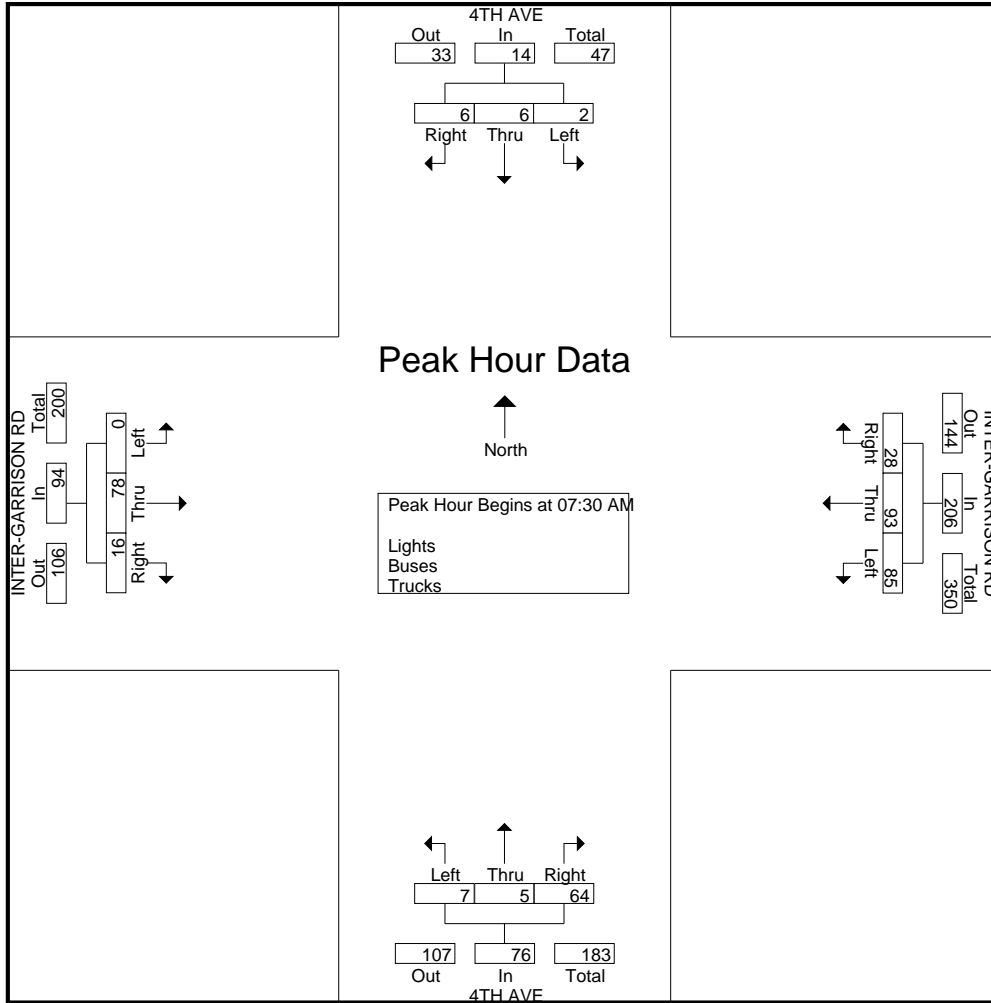 4TH AVE
Out In Total
33 14 47
6 6 2
Right Thru Left
Peak Hour Data
North
Peak Hour Begins at 07:30 AM
Lights
Buses
Trucks
INTER-GARRISON RD
Out In Total
106 94 200
16 78 0
Right Thru Left
INTER-GARRISON RD
Out In Total
144 206 350
28 93 85
Right Thru Left
Left Thru Right
7 5 64
107 76 183
Out In Total
4TH AVE